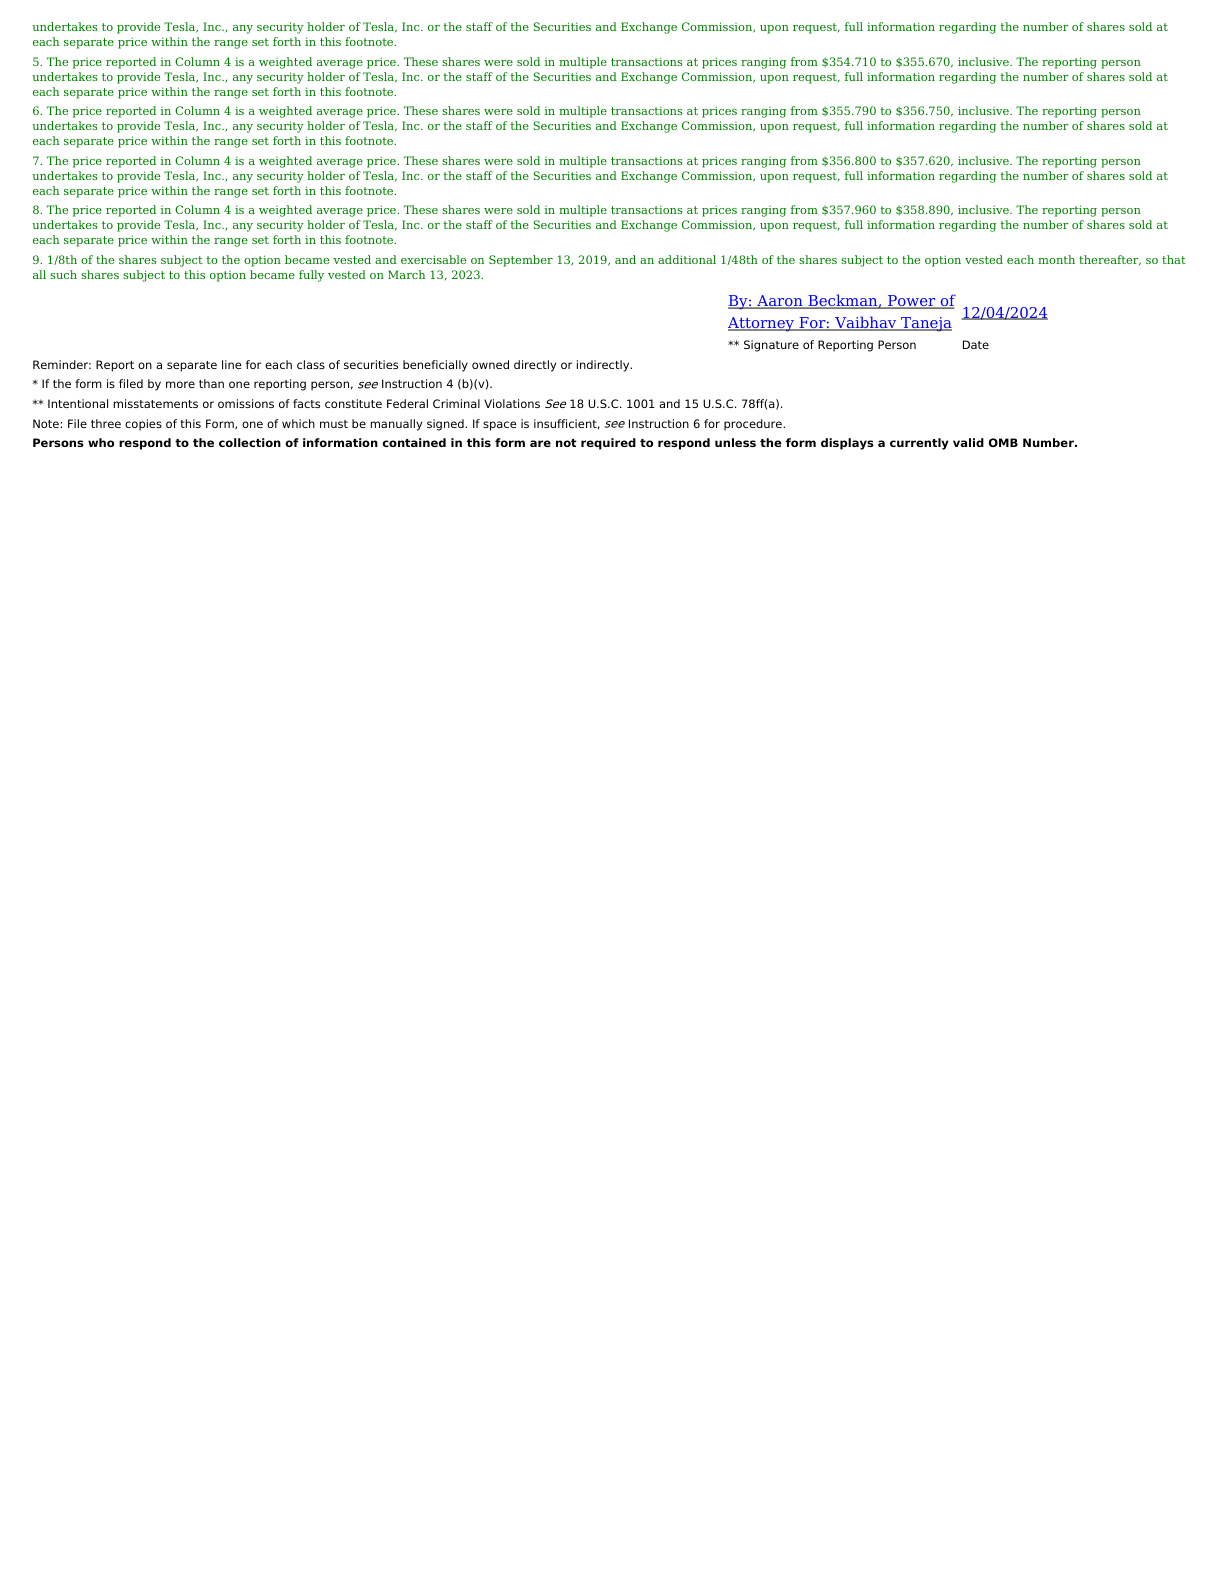 undertakes to provide Tesla, Inc., any security holder of Tesla, Inc. or the staff of the Securities and Exchange Commission, upon request, full information regarding the number of shares sold at
each separate price within the range set forth in this footnote.
5. The price reported in Column 4 is a weighted average price. These shares were sold in multiple transactions at prices ranging from $354.710 to $355.670, inclusive. The reporting person
undertakes to provide Tesla, Inc., any security holder of Tesla, Inc. or the staff of the Securities and Exchange Commission, upon request, full information regarding the number of shares sold at
each separate price within the range set forth in this footnote.
6. The price reported in Column 4 is a weighted average price. These shares were sold in multiple transactions at prices ranging from $355.790 to $356.750, inclusive. The reporting person
undertakes to provide Tesla, Inc., any security holder of Tesla, Inc. or the staff of the Securities and Exchange Commission, upon request, full information regarding the number of shares sold at
each separate price within the range set forth in this footnote.
7. The price reported in Column 4 is a weighted average price. These shares were sold in multiple transactions at prices ranging from $356.800 to $357.620, inclusive. The reporting person
undertakes to provide Tesla, Inc., any security holder of Tesla, Inc. or the staff of the Securities and Exchange Commission, upon request, full information regarding the number of shares sold at
each separate price within the range set forth in this footnote.
8. The price reported in Column 4 is a weighted average price. These shares were sold in multiple transactions at prices ranging from $357.960 to $358.890, inclusive. The reporting person
undertakes to provide Tesla, Inc., any security holder of Tesla, Inc. or the staff of the Securities and Exchange Commission, upon request, full information regarding the number of shares sold at
each separate price within the range set forth in this footnote.
9. 1/8th of the shares subject to the option became vested and exercisable on September 13, 2019, and an additional 1/48th of the shares subject to the option vested each month thereafter, so that
all such shares subject to this option became fully vested on March 13, 2023.
By: Aaron Beckman, Power of
Attorney For: Vaibhav Taneja
12/04/2024
** Signature of Reporting Person
Date
Reminder: Report on a separate line for each class of securities beneficially owned directly or indirectly.
* If the form is filed by more than one reporting person, see Instruction 4 (b)(v).
** Intentional misstatements or omissions of facts constitute Federal Criminal Violations See 18 U.S.C. 1001 and 15 U.S.C. 78ff(a).
Note: File three copies of this Form, one of which must be manually signed. If space is insufficient, see Instruction 6 for procedure.
Persons who respond to the collection of information contained in this form are not required to respond unless the form displays a currently valid OMB Number.